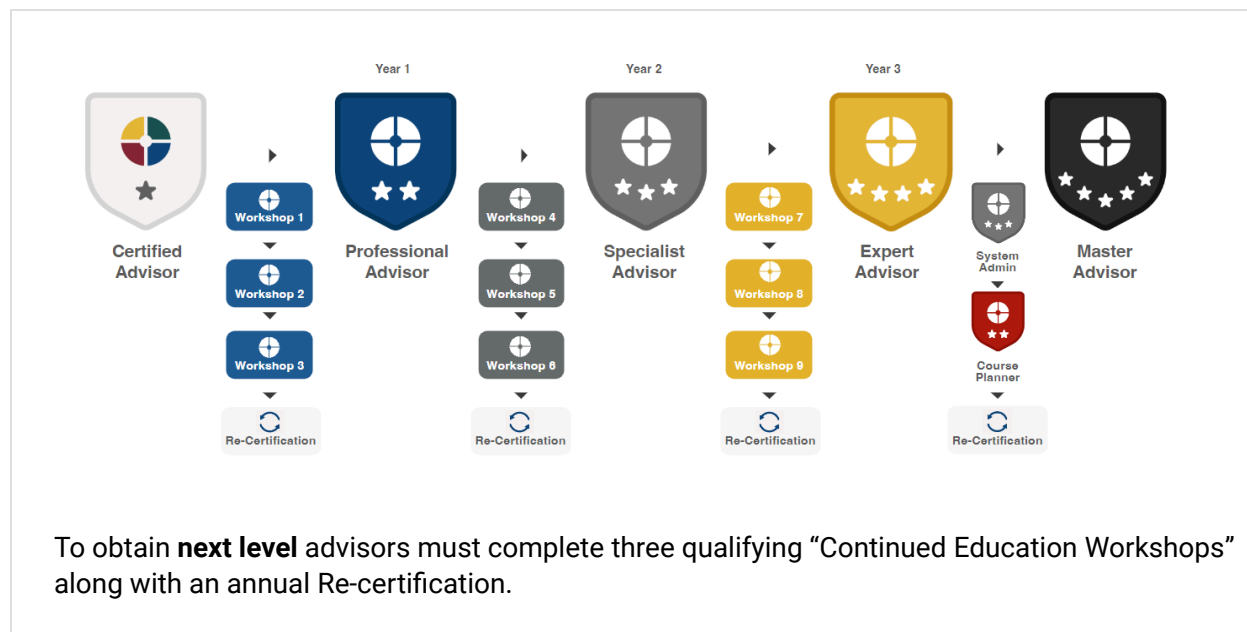 Year 1
Year 2
Year 3
Certified
Advisor
Workshop 1
Workshop 2
Workshop 3
Re-Certification
Professional
Advisor
Workshop 4
Workshop 5
Workshop 6
Re-Certification
Specialist
Advisor
Workshop 7
Workshop 8
Workshop 9
Re-Certification
Expert
Advisor
System
Admin
Course
Planner
Re-Certification
Master
Advisor
To obtain next level advisors must complete three qualifying “Continued Education Workshops”
along with an annual Re-certification.